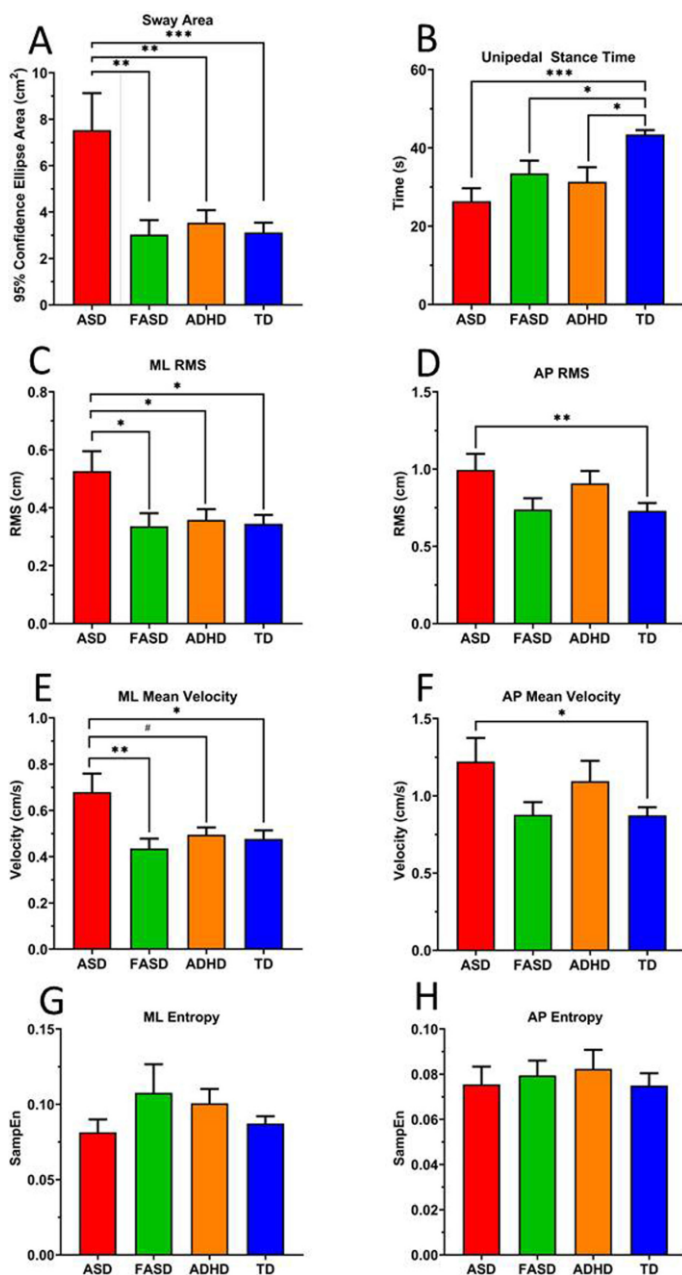 A
Sway Area
***
**
**
95% Confidence Ellipse Area (cm²)
10
8
6
4
2
0
ASD FASD ADHD TD
B
Unipedal Stance Time
***
*
*
Time (s)
60
40
20
0
ASD FASD ADHD TD
C
ML RMS
*
*
*
RMS (cm)
0.8
0.6
0.4
0.2
0.0
ASD FASD ADHD TD
D
AP RMS
**
RMS (cm)
1.5
1.0
0.5
0.0
ASD FASD ADHD TD
E
ML Mean Velocity
*
#
**
Velocity (cm/s)
1.0
0.8
0.6
0.4
0.2
0.0
ASD FASD ADHD TD
F
AP Mean Velocity
*
Velocity (cm/s)
1.5
1.0
0.5
0.0
ASD FASD ADHD TD
G
ML Entropy
SampEn
0.15
0.10
0.05
0.00
ASD FASD ADHD TD
H
AP Entropy
SampEn
0.10
0.08
0.06
0.04
0.02
0.00
ASD FASD ADHD TD